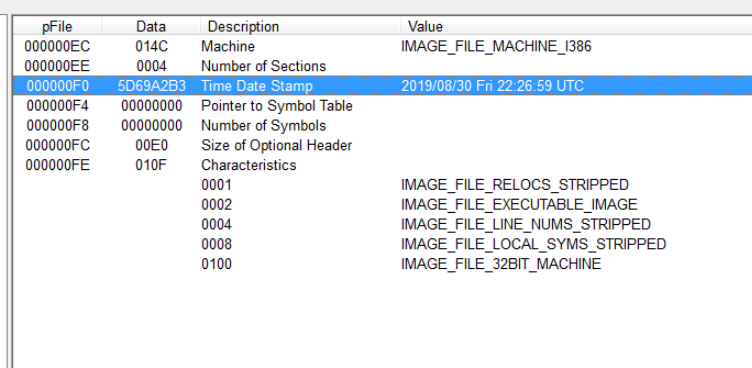 pFile Data Description Value
000000EC 014C Machine IMAGE_FILE_MACHINE_I386
000000EE 0004 Number of Sections
000000F0 5D69A2B3 Time Date Stamp 2019/08/30 Fri 22:26:59 UTC
000000F4 00000000 Pointer to Symbol Table
000000F8 00000000 Number of Symbols
000000FC 00E0 Size of Optional Header
000000FE 010F Characteristics
0001 IMAGE_FILE_RELOCS_STRIPPED
0002 IMAGE_FILE_EXECUTABLE_IMAGE
0004 IMAGE_FILE_LINE_NUMS_STRIPPED
0008 IMAGE_FILE_LOCAL_SYMS_STRIPPED
0100 IMAGE_FILE_32BIT_MACHINE